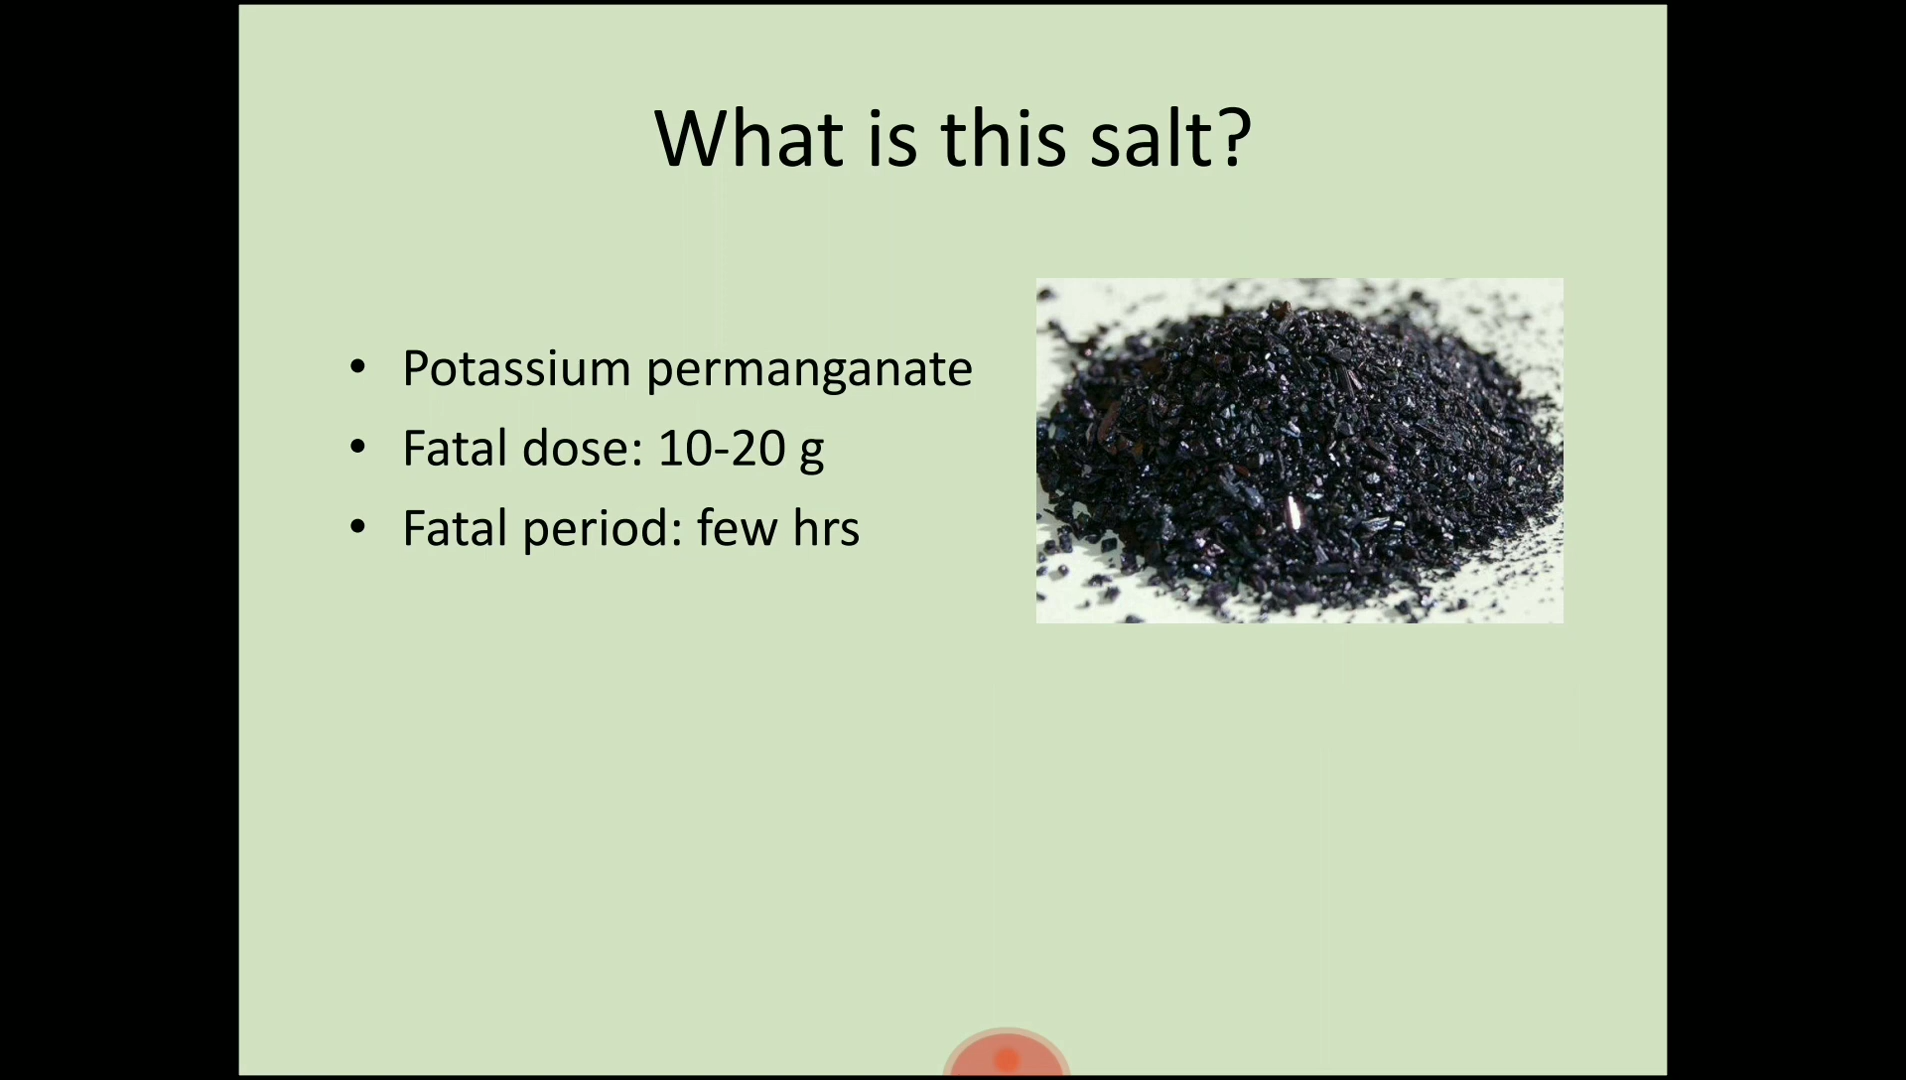 What is this salt?
• Potassium permanganate
• Fatal dose: 10-20 g
• Fatal period: few hrs